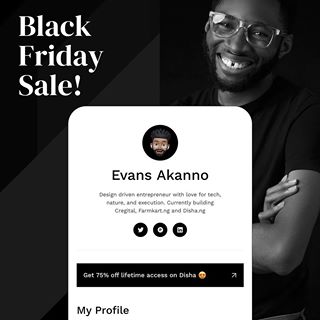 Black
Friday
Sale!
Evans Akanno
Design driven entrepreneur with love for tech,
nature, and execution. Currently building
Cregital, Farmkart.ng and Disha.ng
Get 75% off lifetime access on Disha 😍
My Profile